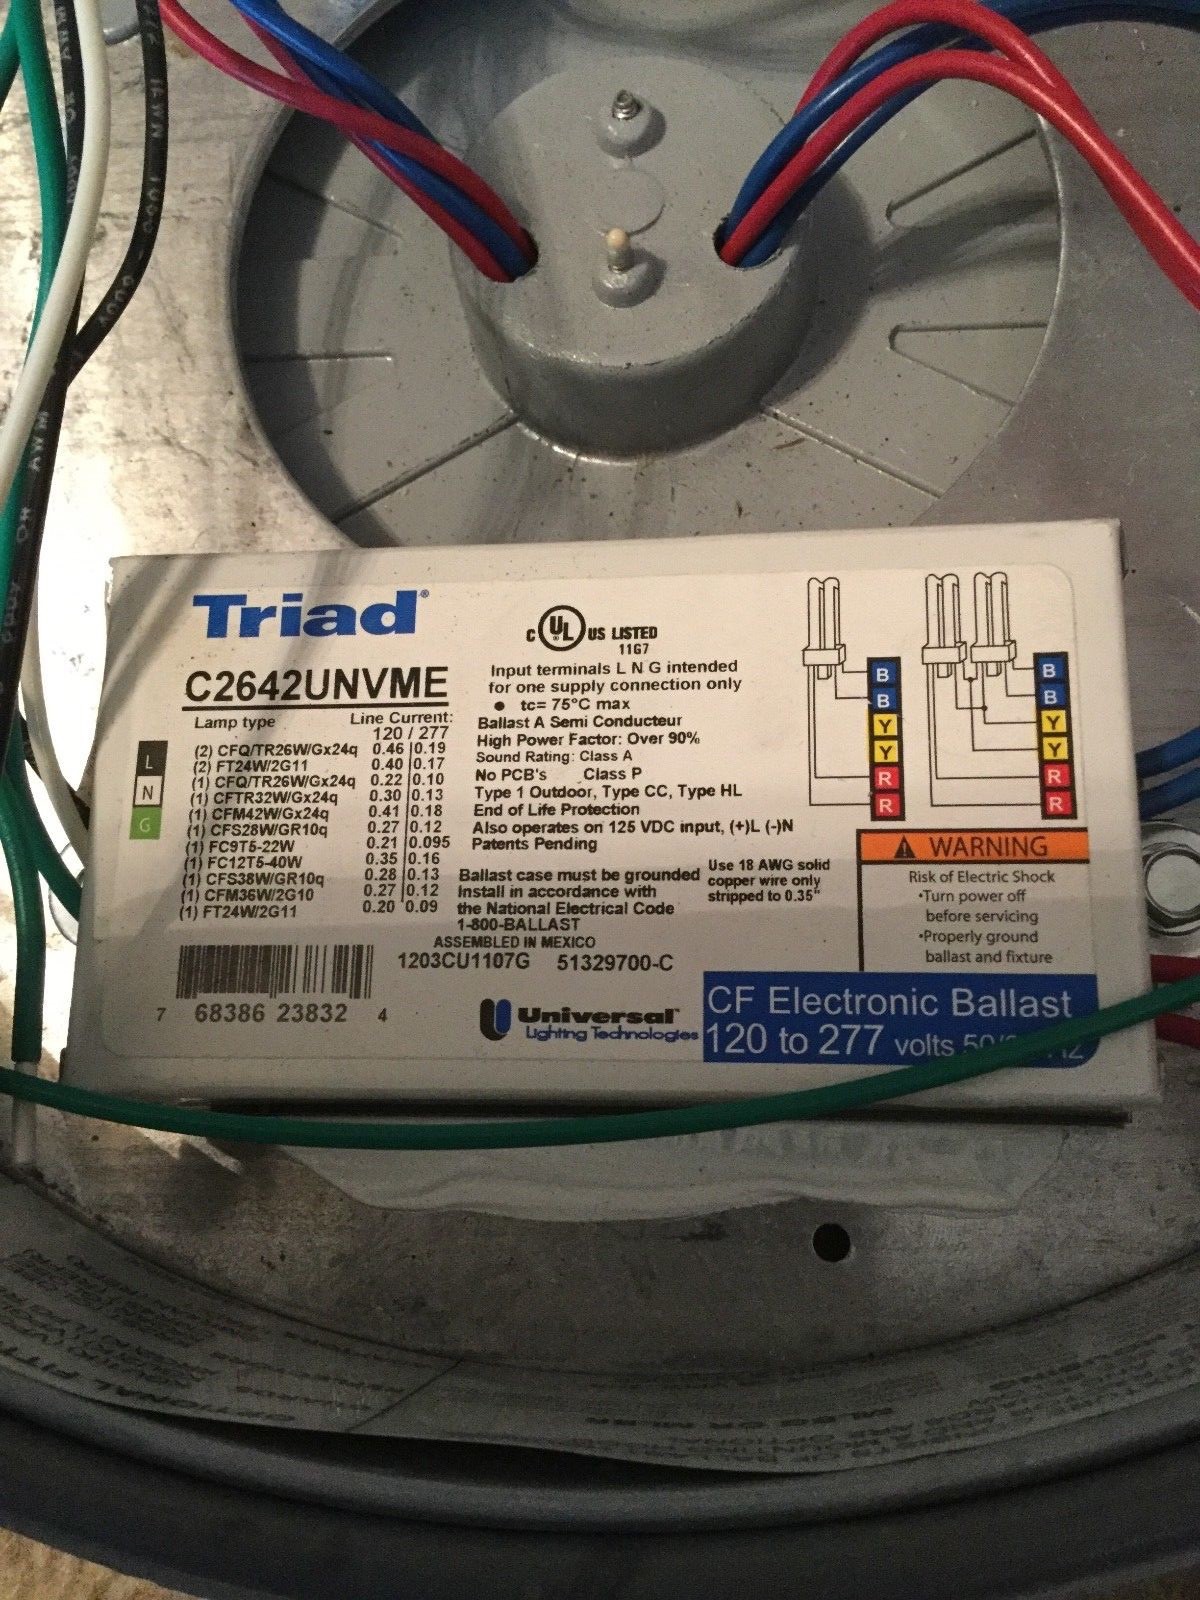 Triad®
C2642UNVME
Lamp type Line Current:
120 / 277
L
N
G
(2) CFQ/TR26W/Gx24q 0.46 0.19
(2) FT24W/2G11 0.40 0.17
(1) CFQ/TR26W/Gx24q 0.22 0.10
(1) CFTR32W/Gx24q 0.30 0.13
(1) CFM42W/Gx24q 0.41 0.18
(1) CFS28W/GR10q 0.27 0.12
(1) FC9T5-22W 0.21 0.095
(1) FC12T5-40W 0.35 0.16
(1) CFS38W/GR10q 0.28 0.13
(1) CFM36W/2G10 0.27 0.12
(1) FT24W/2G11 0.20 0.09
C UL US LISTED
11G7
Input terminals L N G intended
for one supply connection only
● tc= 75°C max
Ballast A Semi Conducteur
High Power Factor: Over 90%
Sound Rating: Class A
No PCB's Class P
Type 1 Outdoor, Type CC, Type HL
End of Life Protection
Also operates on 125 VDC input, (+)L (-)N
Patents Pending
Ballast case must be grounded
Install in accordance with
the National Electrical Code
1-800-BALLAST
ASSEMBLED IN MEXICO
1203CU1107G 51329700-C
Use 18 AWG solid
copper wire only
stripped to 0.35"
B
B
Y
Y
R
R
B
B
Y
Y
R
R
WARNING
Risk of Electric Shock
•Turn power off
before servicing
•Properly ground
ballast and fixture
7 68386 23832 4
Universal™
Lighting Technologies
CF Electronic Ballast
120 to 277 volts